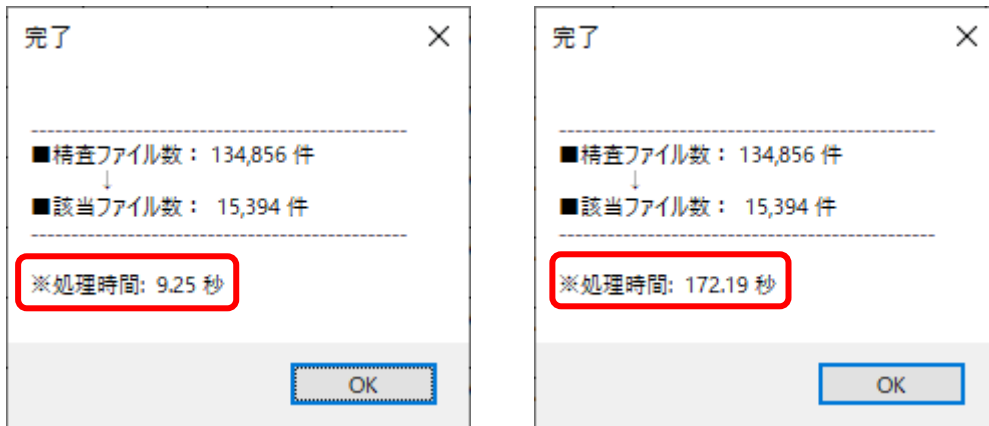 完了
■精査ファイル数： 134,856 件
↓
■該当ファイル数： 15,394 件
※処理時間: 9.25 秒
OK
完了
■精査ファイル数： 134,856 件
↓
■該当ファイル数： 15,394 件
※処理時間: 172.19 秒
OK